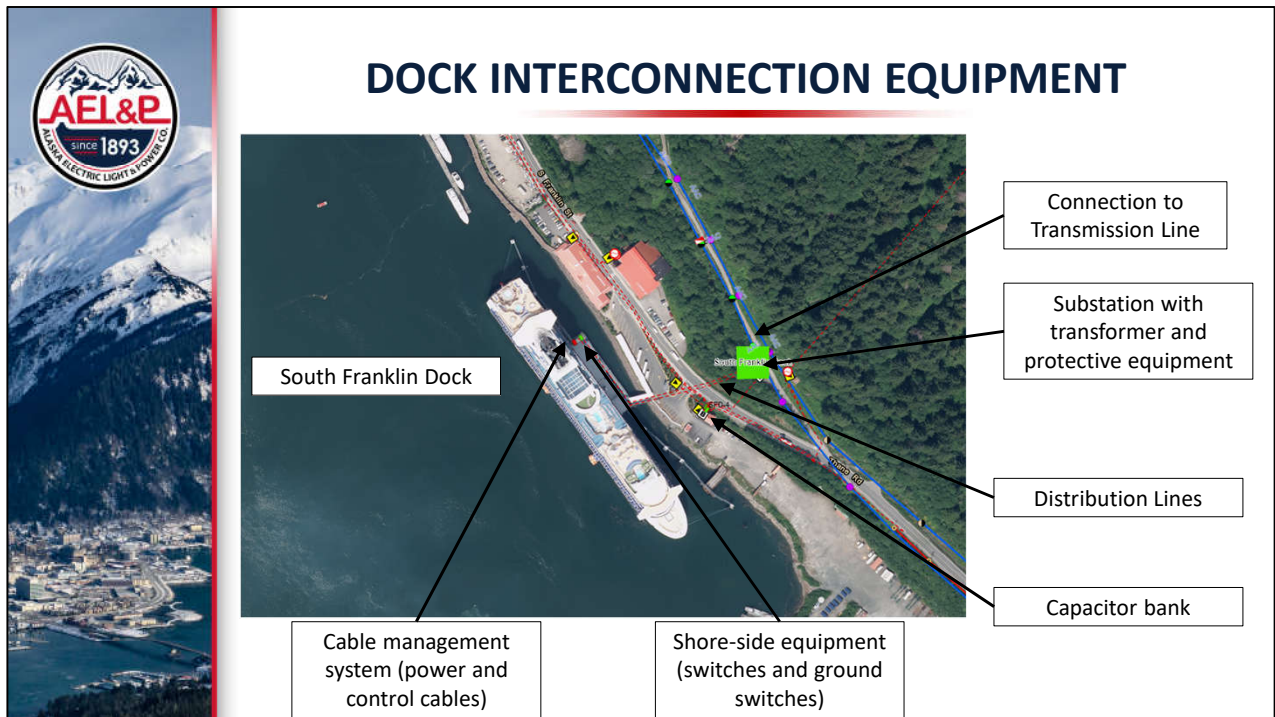 DOCK INTERCONNECTION EQUIPMENT
AEL&P
since 1893
ALASKA ELECTRIC LIGHT & POWER CO.
S Franklin St
Connection to
Transmission Line
Substation with
transformer and
protective equipment
South Franklin Dock
Thane Rd
Distribution Lines
Capacitor bank
Cable management
system (power and
control cables)
Shore-side equipment
(switches and ground
switches)